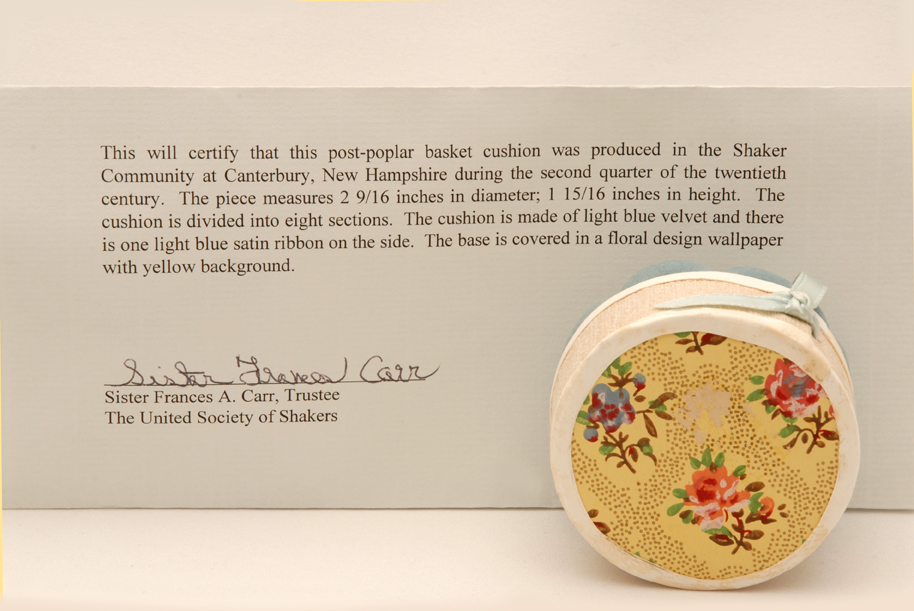 This will certify that this post-poplar basket cushion was produced in the Shaker
Community at Canterbury, New Hampshire during the second quarter of the twentieth
century. The piece measures 2 9/16 inches in diameter; 1 15/16 inches in height. The
cushion is divided into eight sections. The cushion is made of light blue velvet and there
is one light blue satin ribbon on the side. The base is covered in a floral design wallpaper
with yellow background.
Sister Frances Carr
Sister Frances A. Carr, Trustee
The United Society of Shakers